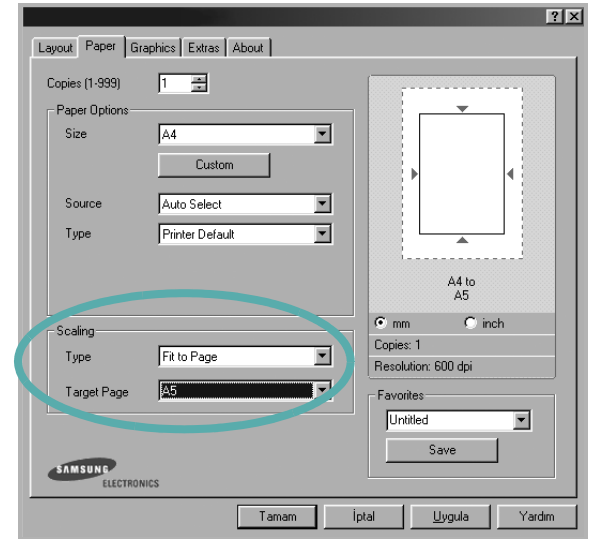 Layout Paper Graphics Extras About
Copies (1-999) 1
Paper Options
Size A4
Custom
Source Auto Select
Type Printer Default
Scaling
Type Fit to Page
Target Page A5
A4 to
A5
mm inch
Copies: 1
Resolution: 600 dpi
Favorites
Untitled
Save
SAMSUNG
ELECTRONICS
Tamam İptal Uygula Yardım